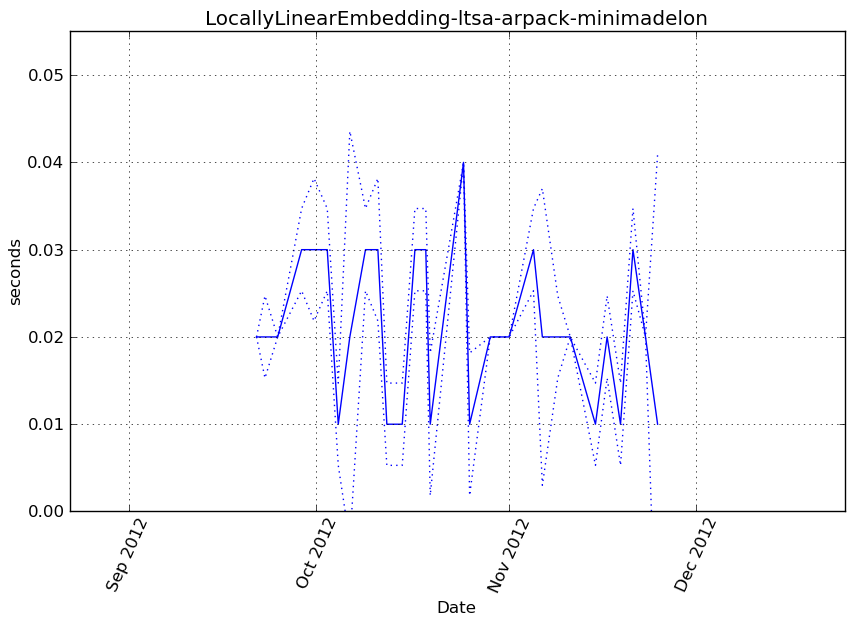 LocallyLinearEmbedding-ltsa-arpack-minimadelon
0.05
0.04
0.03
0.02
0.01
0.00
seconds
Sep 2012
Oct 2012
Nov 2012
Dec 2012
Date